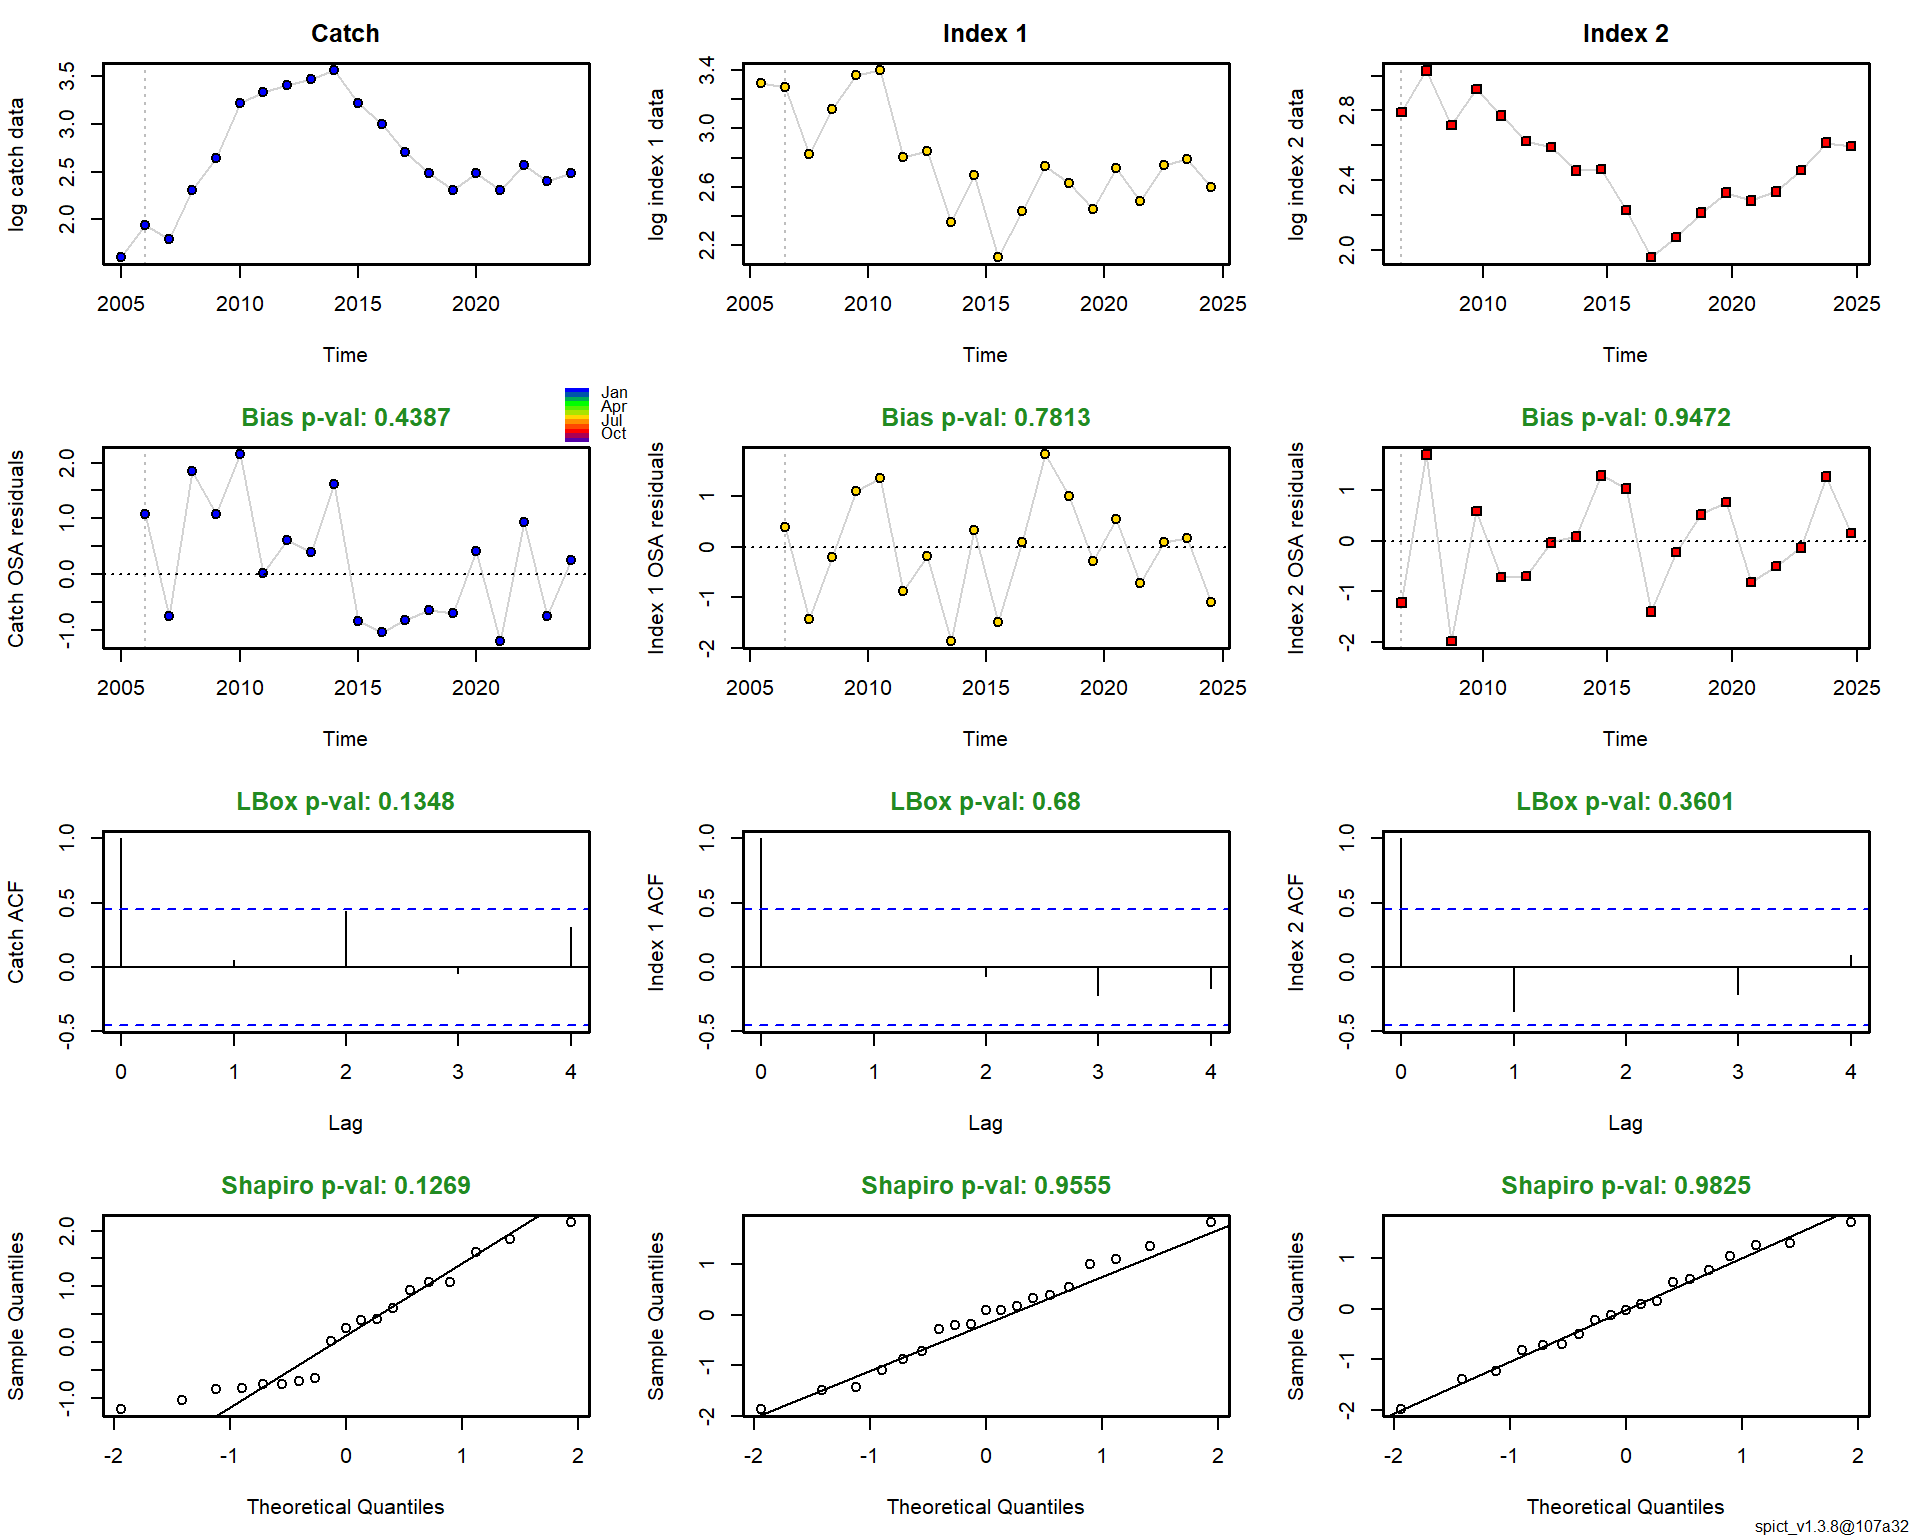 Catch
Index 1
Index 2
log catch data
2.0 2.5 3.0 3.5
2005 2010 2015 2020
Time
log index 1 data
2.2 2.6 3.0 3.4
2005 2010 2015 2020 2025
Time
log index 2 data
2.0 2.4 2.8
2010 2015 2020 2025
Time
Jan
Apr
Jul
Oct
Bias p-val: 0.4387
Bias p-val: 0.7813
Bias p-val: 0.9472
Catch OSA residuals
-1.0 0.0 1.0 2.0
2005 2010 2015 2020
Time
Index 1 OSA residuals
-2 -1 0 1
2005 2010 2015 2020 2025
Time
Index 2 OSA residuals
-2 -1 0 1
2010 2015 2020 2025
Time
LBox p-val: 0.1348
LBox p-val: 0.68
LBox p-val: 0.3601
Catch ACF
-0.5 0.0 0.5 1.0
0 1 2 3 4
Lag
Index 1 ACF
-0.5 0.0 0.5 1.0
0 1 2 3 4
Lag
Index 2 ACF
-0.5 0.0 0.5 1.0
0 1 2 3 4
Lag
Shapiro p-val: 0.1269
Shapiro p-val: 0.9555
Shapiro p-val: 0.9825
Sample Quantiles
-1.0 0.0 1.0 2.0
-2 -1 0 1 2
Theoretical Quantiles
Sample Quantiles
-2 -1 0 1
-2 -1 0 1 2
Theoretical Quantiles
Sample Quantiles
-2 -1 0 1
-2 -1 0 1 2
Theoretical Quantiles
spict_v1.3.8@107a32